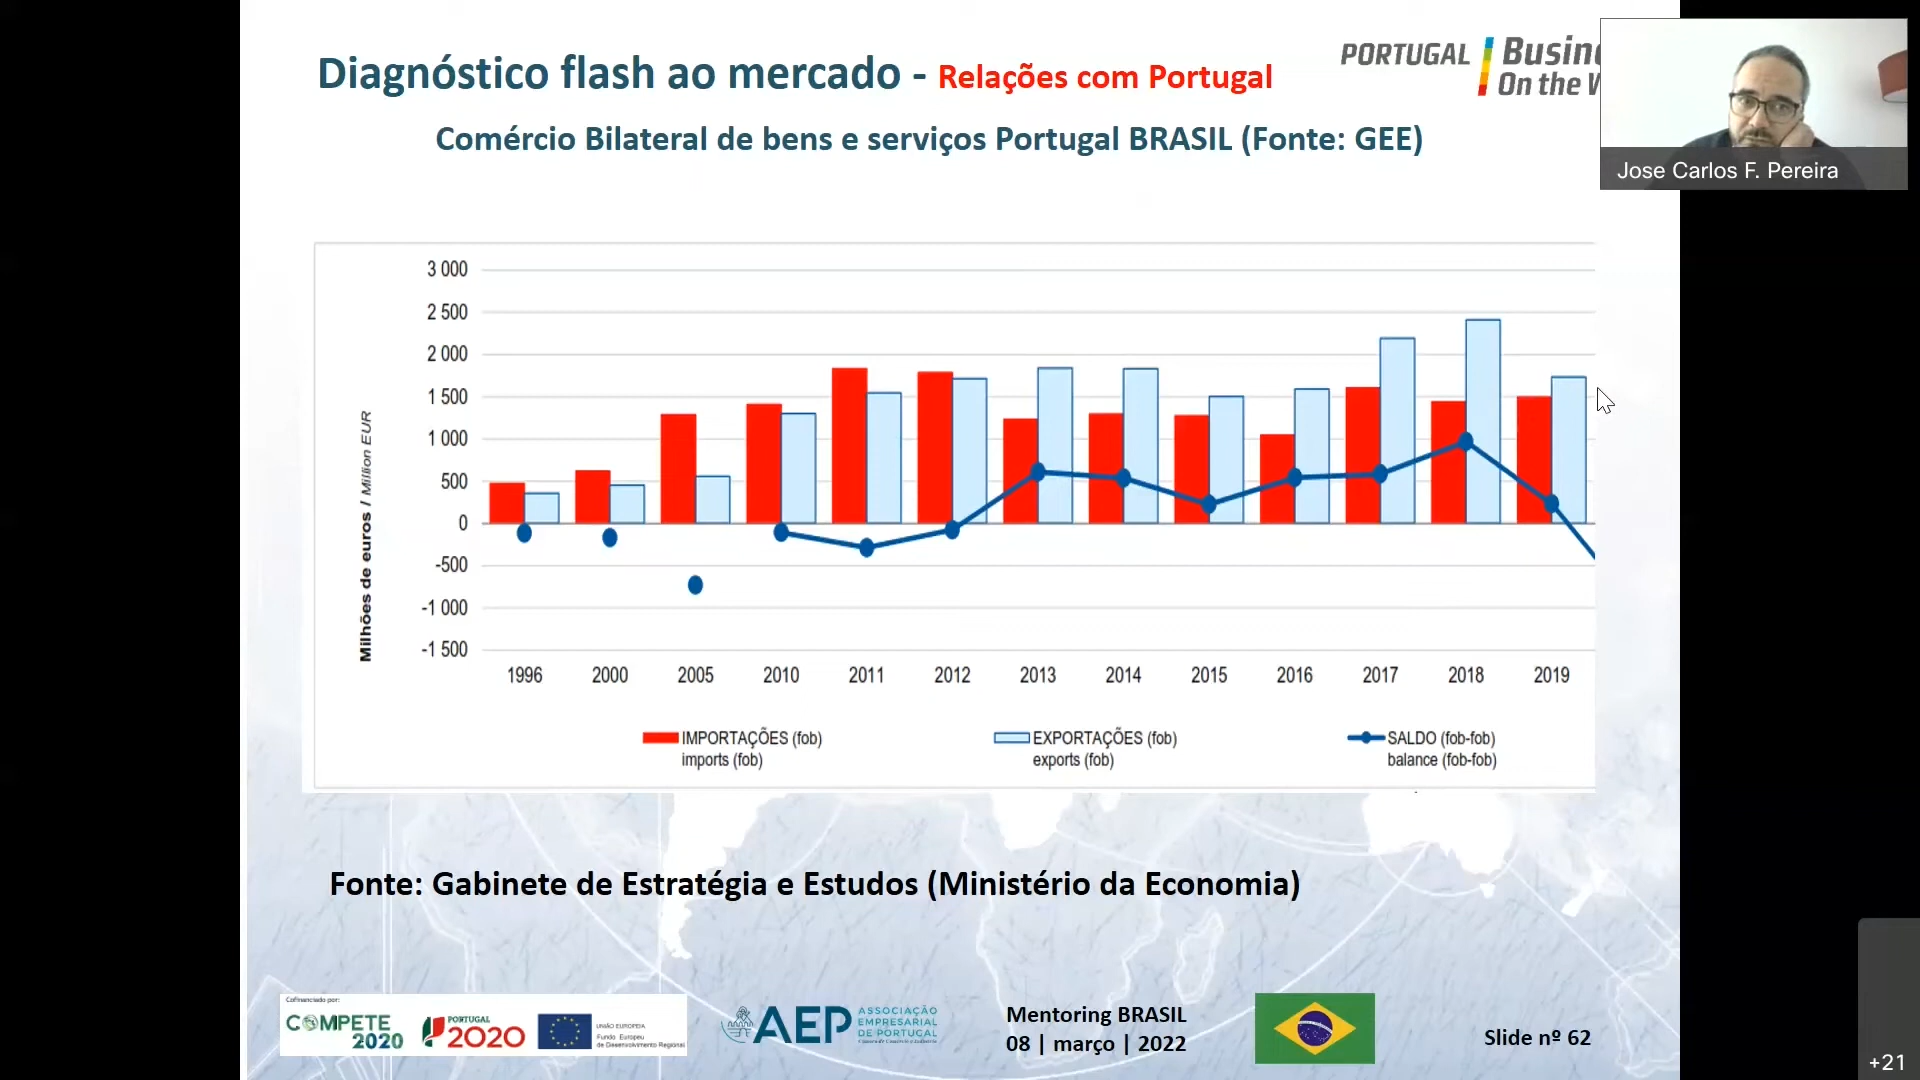 Diagnóstico flash ao mercado - Relações com Portugal
PORTUGAL Busin
On the
Comércio Bilateral de bens e serviços Portugal BRASIL (Fonte: GEE)
Jose Carlos F. Pereira
Milhões de euros / Million EUR
3 000
2 500
2 000
1 500
1 000
500
0
-500
-1 000
-1 500
1996 2000 2005 2010 2011 2012 2013 2014 2015 2016 2017 2018 2019
IMPORTAÇÕES (fob) EXPORTAÇÕES (fob) SALDO (fob-fob)
imports (fob) exports (fob) balance (fob-fob)
Fonte: Gabinete de Estratégia e Estudos (Ministério da Economia)
Cofinanciado por:
COMPETE
2020
PORTUGAL
2020
UNIÃO EUROPEIA
Fundo Europeu
de Desenvolvimento Regional
AEP ASSOCIAÇÃO
EMPRESARIAL
DE PORTUGAL
Mentoring BRASIL
08 | março | 2022
Slide nº 62
+21